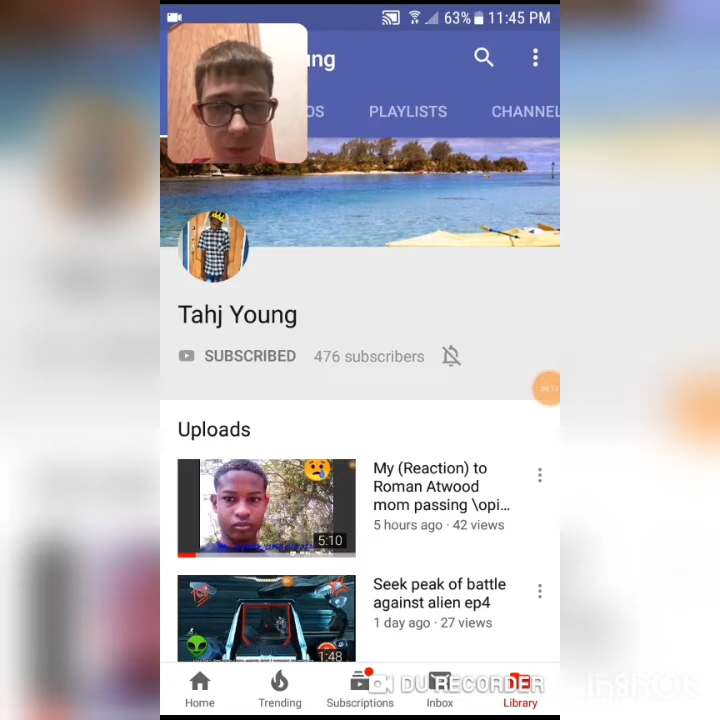 63% 11:45 PM
ung
OS PLAYLISTS CHANNEL
Tahj Young
SUBSCRIBED 476 subscribers
Uploads
My (Reaction) to
Roman Atwood
mom passing \opi...
5:10
5 hours ago · 42 views
Seek peak of battle
against alien ep4
1 day ago · 27 views
1:48
DU RECORDER
Home Trending Subscriptions Inbox Library